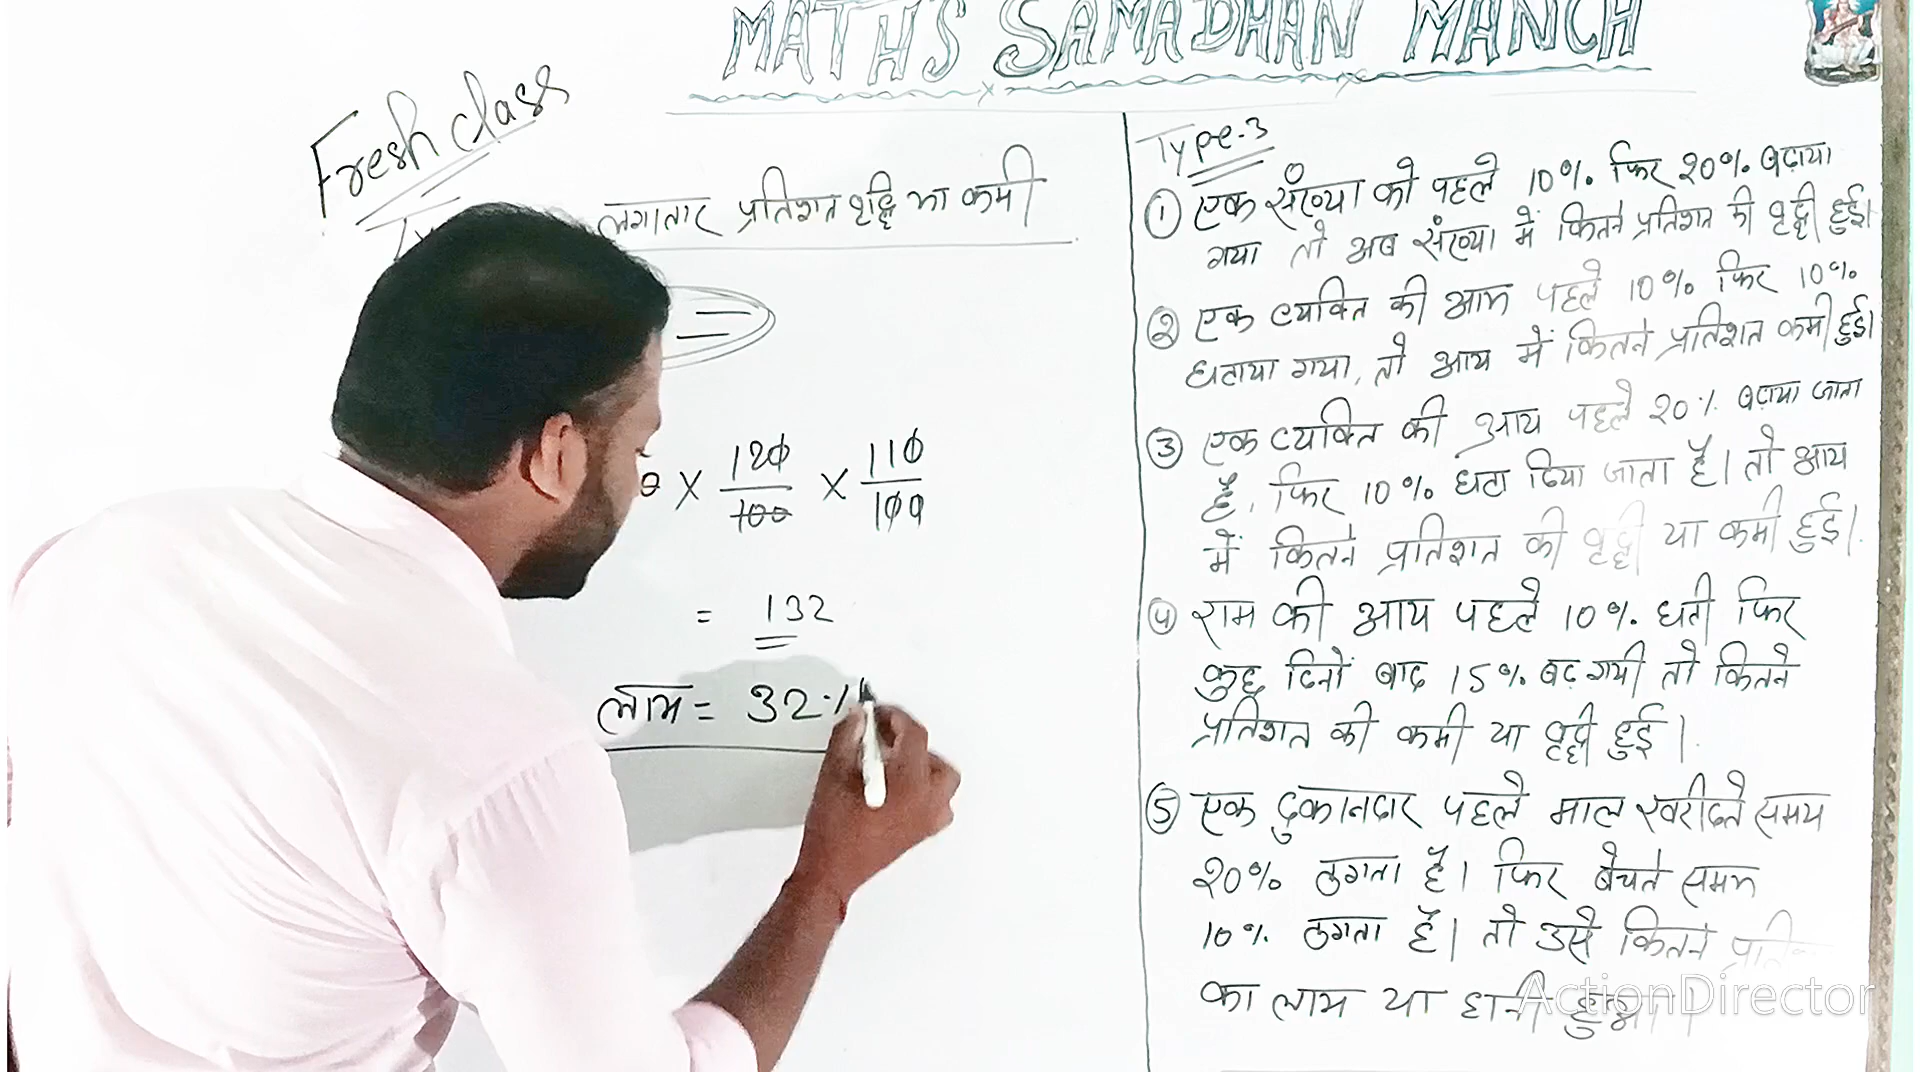 MATH'S SAMADHAN MANCH
Fresh class
लगातार प्रतिशत वृद्धि या कमी
0 × 120/100 × 110/100
= 132
लाभ = 32%
Type-3
① एक संख्या को पहले 10% फिर 20% बढ़ाया
गया तो अब संख्या में कितने प्रतिशत की वृद्धी हुई।
② एक व्यक्ति की आय पहले 10% फिर 10%
घटाया गया, तो आय में कितने प्रतिशत कमी हुई।
③ एक व्यक्ति की आय पहले 20% बढ़ाया जाता
है, फिर 10% घटा दिया जाता है। तो आय
में कितने प्रतिशत की वृद्धी या कमी हुई।
④ राम की आय पहले 10% घटी फिर
कुछ दिनों बाद 15% बढ़ गयी तो कितने
प्रतिशत की कमी या वृद्धी हुई।
⑤ एक दुकानदार पहले माल खरीदते समय
20% ठगता है। फिर बेचते समय
10% ठगता है। तो उसे कितने
का लाभ या हानी हुआ।
ActionDirector